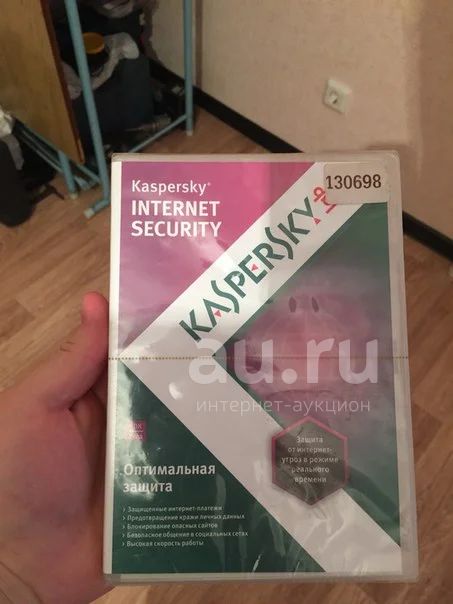 Kaspersky®
INTERNET
SECURITY
130698
KASPERSKY
au.ru
интернет-аукцион
Защита
от интернет-
угроз в режиме
реального
времени
Оптимальная
защита
Защищенные интернет-платежи
Предотвращение кражи личных данных
Блокирование опасных сайтов
Безопасное общение в социальных сетях
Высокая скорость работы